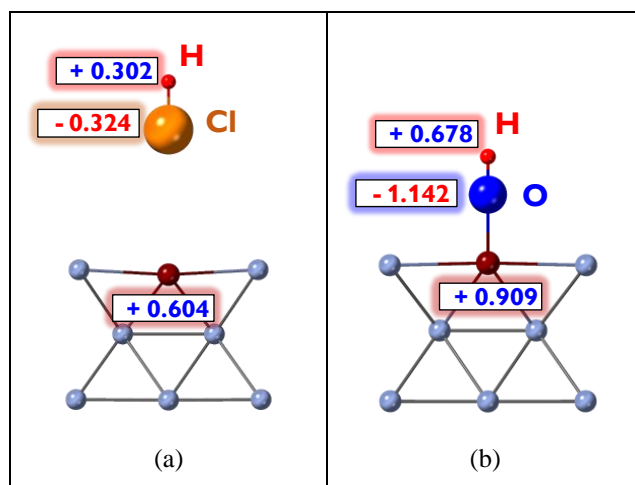 H
+ 0.302
- 0.324 Cl
+ 0.604
(a)
H
+ 0.678
- 1.142 O
+ 0.909
(b)